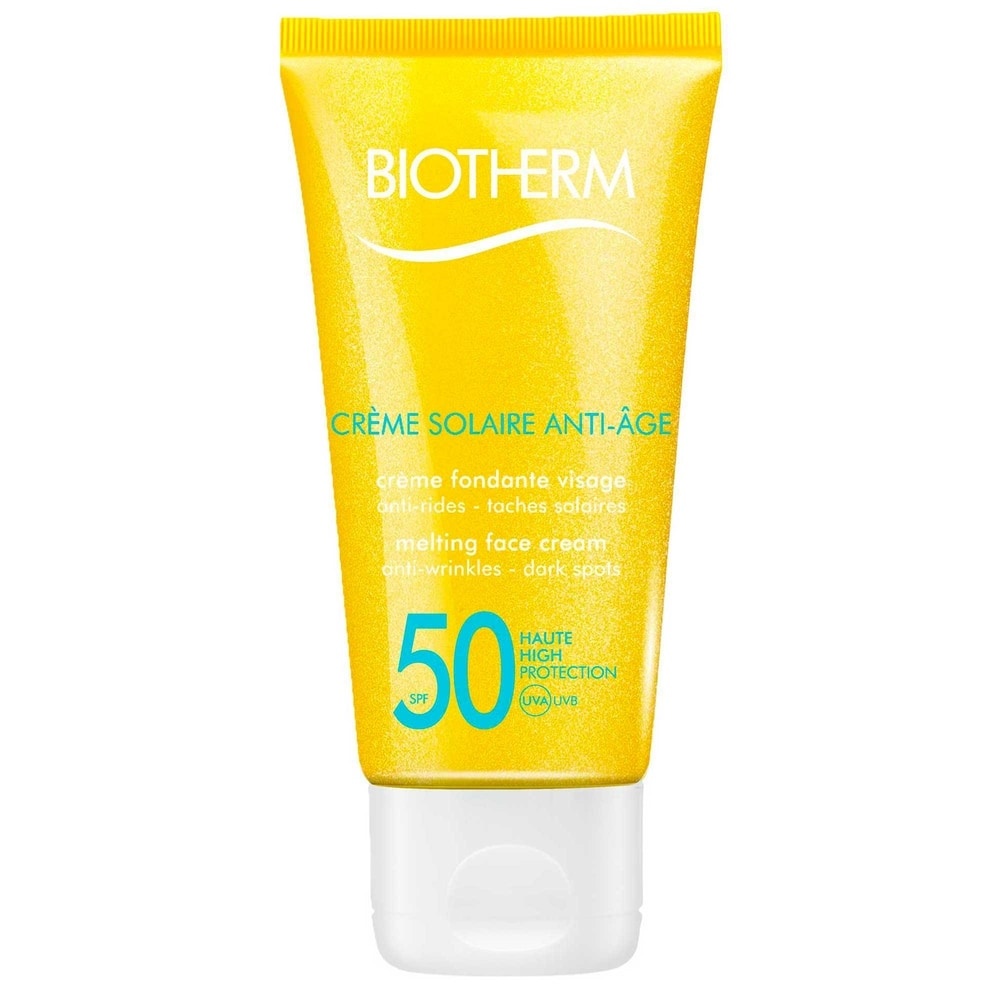 BIOTHERM
CRÈME SOLAIRE ANTI-ÂGE
crème fondante visage
anti-rides - taches solaires
melting face cream
anti-wrinkles - dark spots
SPF 50
HAUTE
HIGH
PROTECTION
UVA UVB